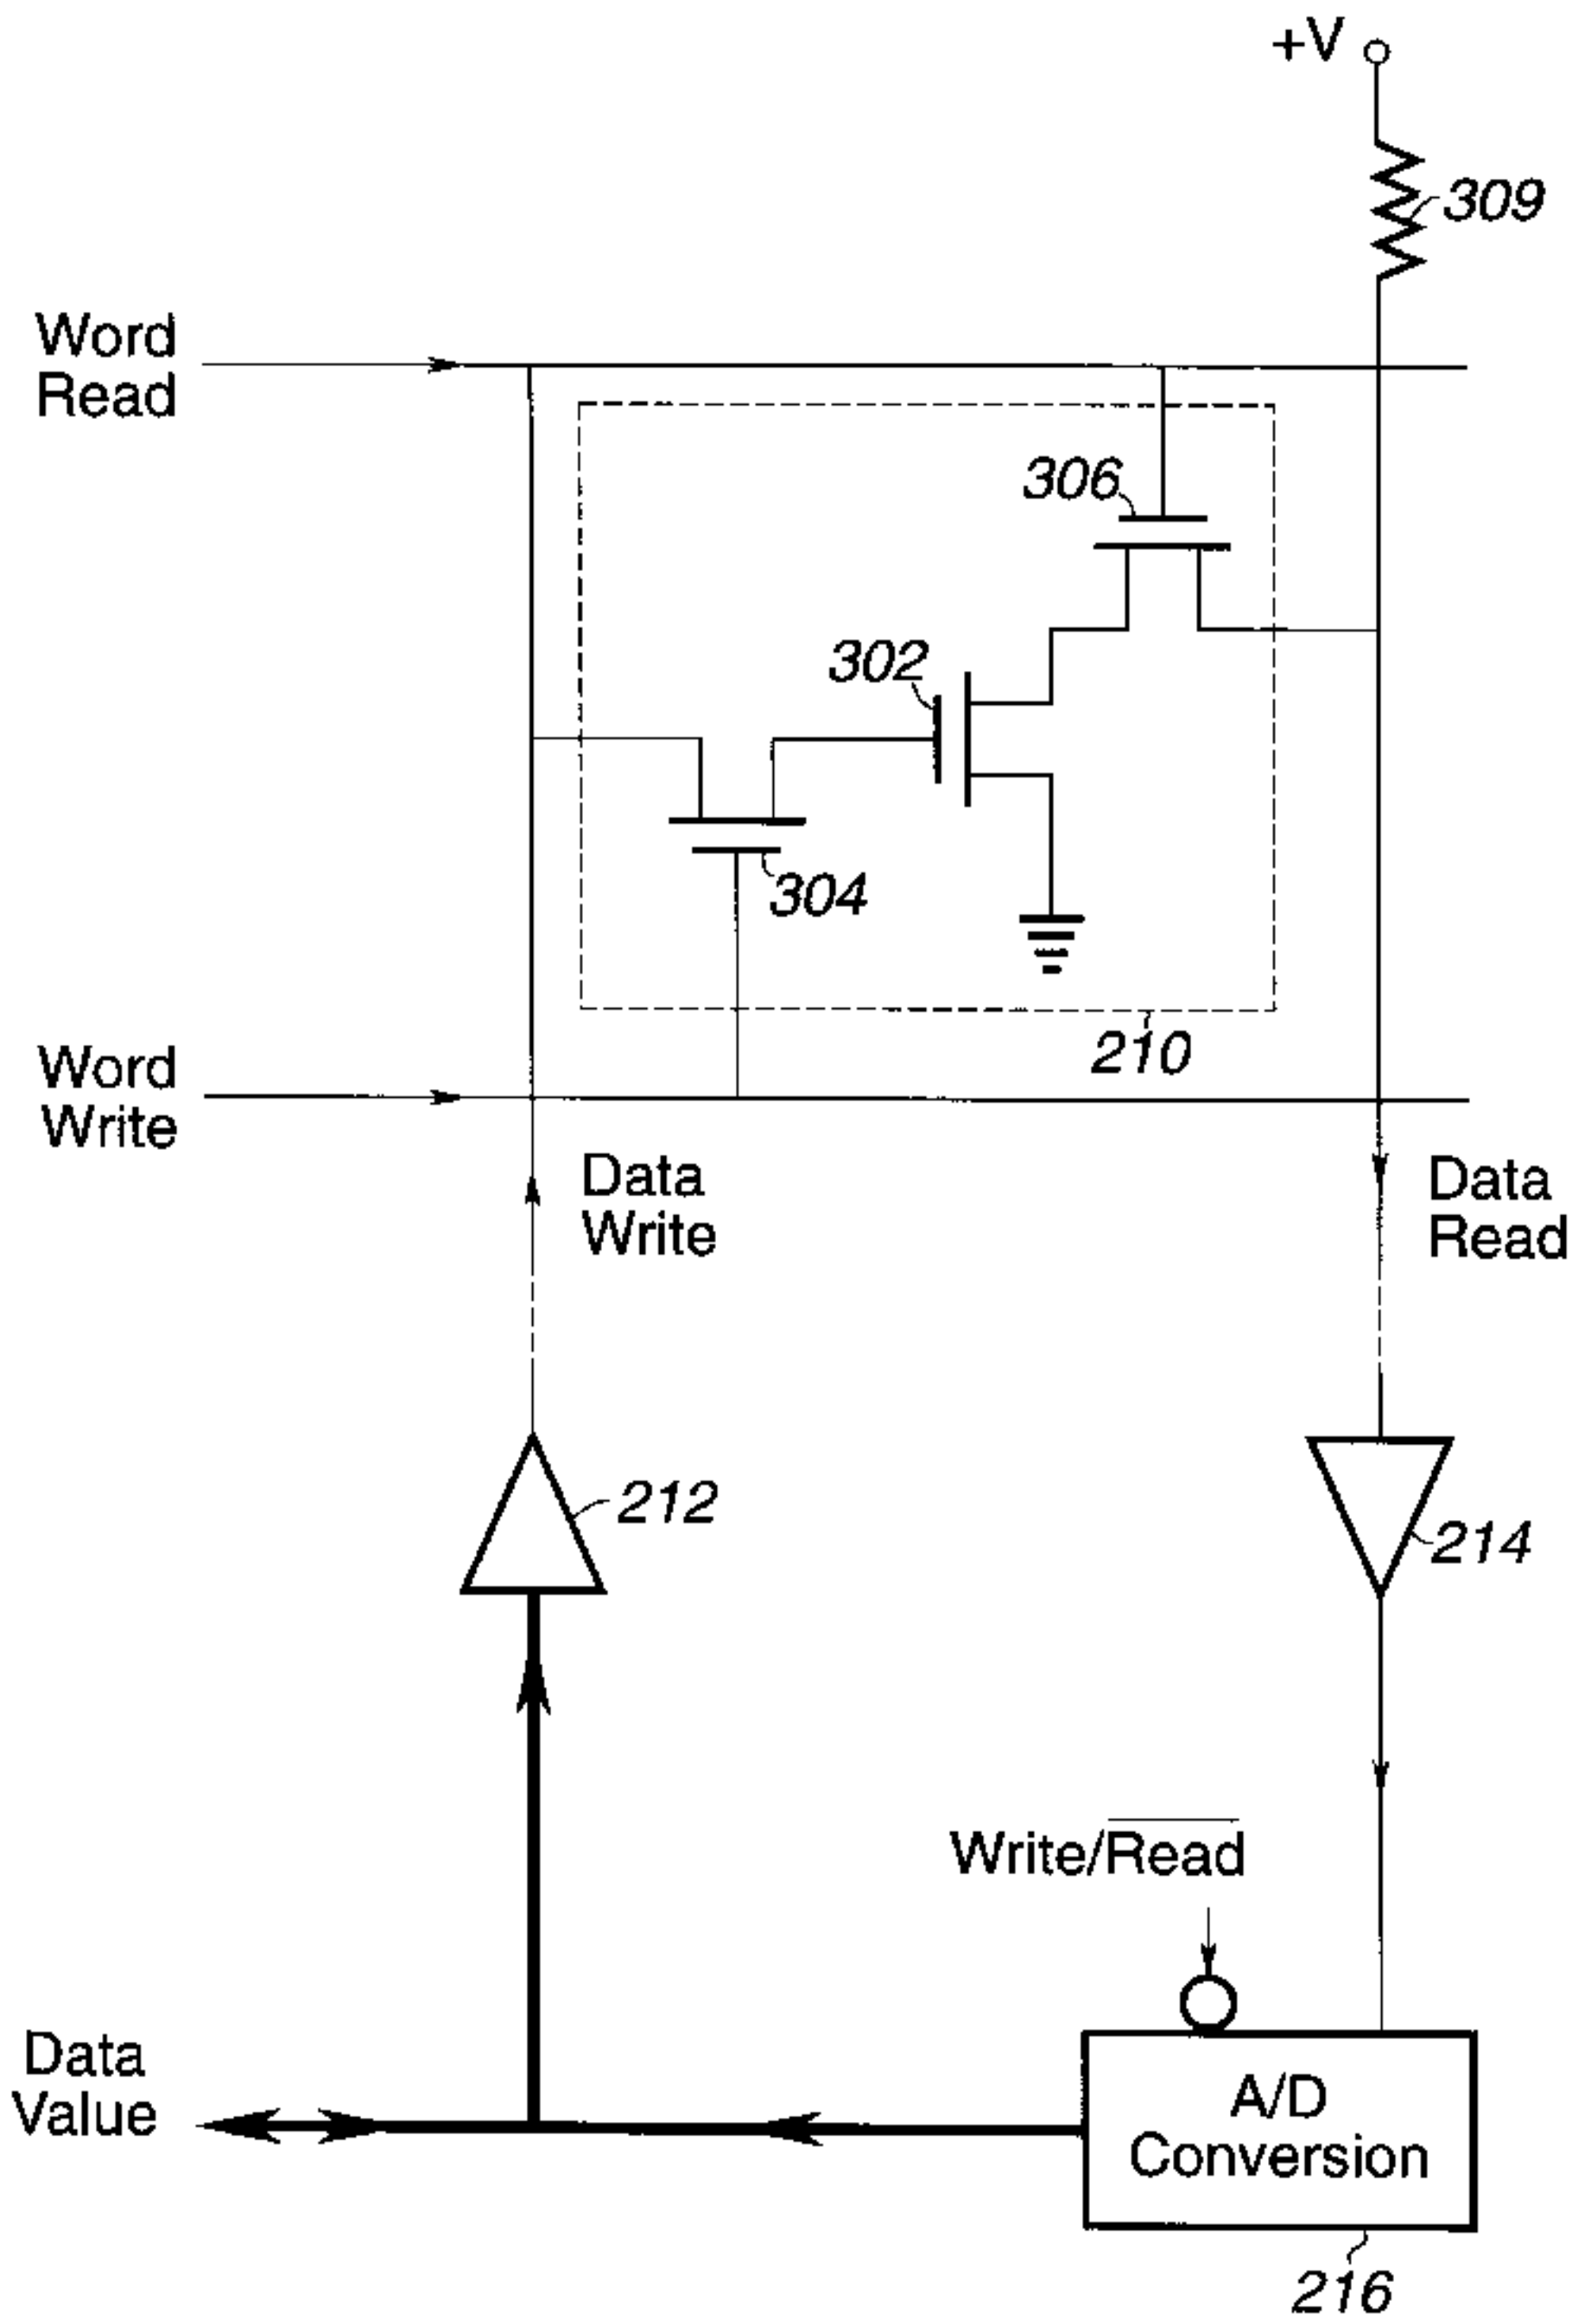 +V
309
Word
Read
306
302
304
210
Word
Write
Data
Write
Data
Read
212
214
Write/R̅e̅a̅d̅
Data
Value
A/D
Conversion
216